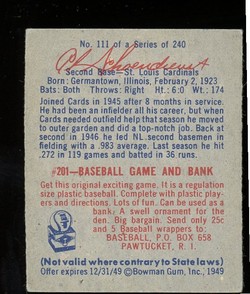 No. 111 of a Series of 240
Second Base—St. Louis Cardinals
Born: Germantown, Illinois, February 2, 1923
Bats: Both Throws: Right Ht.: 6:0 Wt.: 174
Joined Cards in 1945 after 8 months in service.
He had been an infielder all his career, but when
Cards needed outfield help that season he moved
to outer garden and did a top-notch job. Back at
second in 1946 he led NL second basemen in
fielding with a .983 average. Last season he hit
.272 in 119 games and batted in 36 runs.
#201—BASEBALL GAME AND BANK
Get this original exciting game. It is a regulation
size plastic baseball. Complete with plastic play-
ers and directions. Lots of fun. Can be used as a
bank. A swell ornament for the
den. Big bargain. Send only 25c
and 5 Baseball wrappers to:
BASEBALL, P.O. BOX 658
PAWTUCKET, R. I.
(Not valid where contrary to State laws)
Offer expires 12/31/49 ©Bowman Gum, Inc., 1949